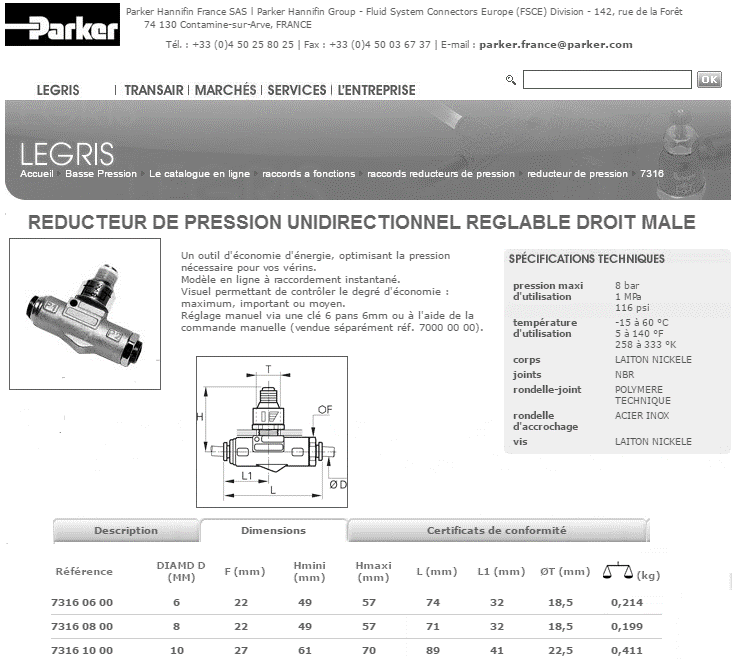 Parker
Parker Hannifin France SAS l Parker Hannifin Group - Fluid System Connectors Europe (FSCE) Division - 142, rue de la Forêt
74 130 Contamine-sur-Arve, FRANCE
Tél. : +33 (0)4 50 25 80 25 | Fax : +33 (0)4 50 03 67 37 | E-mail : parker.france@parker.com
OK
LEGRIS | TRANSAIR | MARCHÉS | SERVICES | L'ENTREPRISE
LEGRIS
Accueil Basse Pression Le catalogue en ligne raccords a fonctions raccords reducteurs de pression reducteur de pression 7316
REDUCTEUR DE PRESSION UNIDIRECTIONNEL REGLABLE DROIT MALE
Un outil d'économie d'énergie, optimisant la pression
nécessaire pour vos vérins.
Modèle en ligne à raccordement instantané.
Visuel permettant de contrôler le degré d'économie :
maximum, important ou moyen.
Réglage manuel via une clé 6 pans 6mm ou à l'aide de la
commande manuelle (vendue séparément réf. 7000 00 00).
SPÉCIFICATIONS TECHNIQUES
pression maxi d'utilisation 8 bar
1 MPa
116 psi
température d'utilisation -15 à 60 °C
5 à 140 °F
258 à 333 °K
corps LAITON NICKELE
joints NBR
rondelle-joint POLYMERE
TECHNIQUE
rondelle d'accrochage ACIER INOX
vis LAITON NICKELE
T
H
OF
L1
L
Ø D
Description Dimensions Certificats de conformité
Référence DIAMD D (MM) F (mm) Hmini (mm) Hmaxi (mm) L (mm) L1 (mm) ØT (mm) (kg)
7316 06 00 6 22 49 57 74 32 18,5 0,214
7316 08 00 8 22 49 57 71 32 18,5 0,199
7316 10 00 10 27 61 70 89 41 22,5 0,411